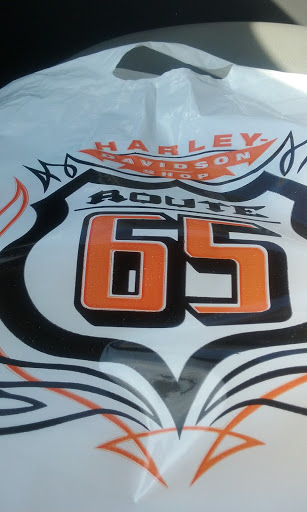 HARLEY-
DAVIDSON
SHOP
ROUTE
65